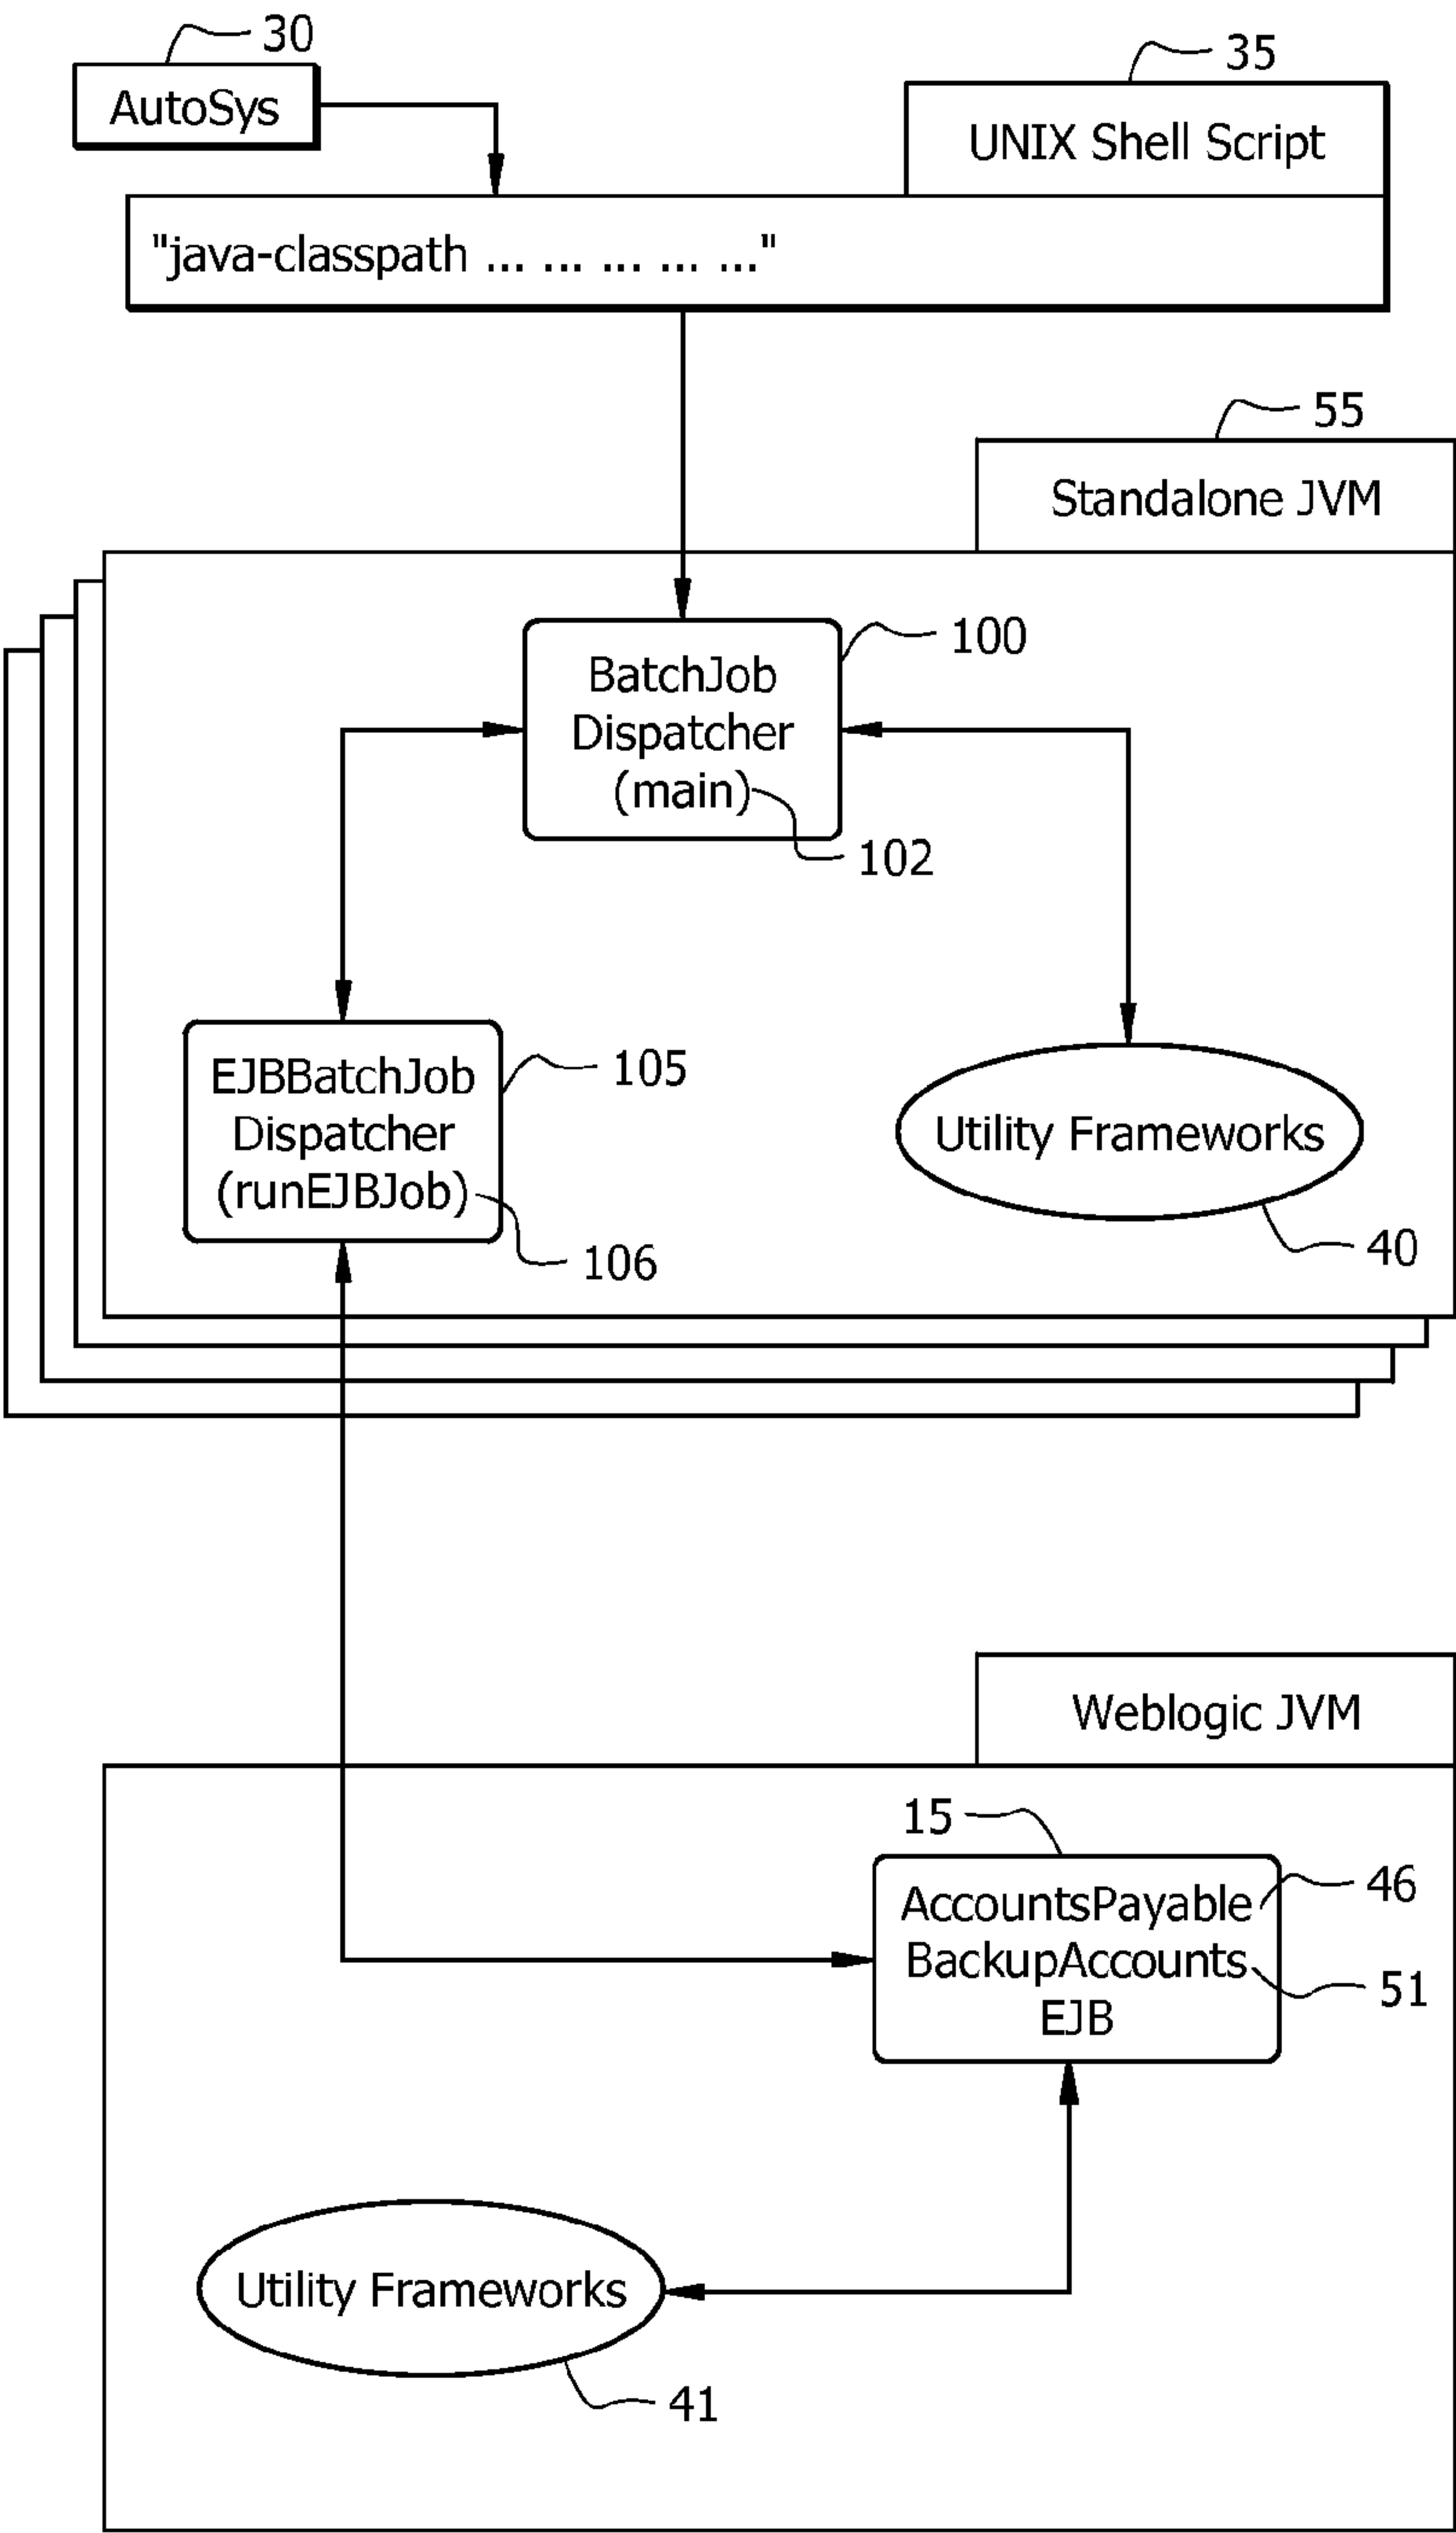 30
AutoSys
35
UNIX Shell Script
"java-classpath ... ... ... ... ..."
55
Standalone JVM
100
BatchJob
Dispatcher
(main)
102
EJBBatchJob
Dispatcher
(runEJBJob)
105
106
Utility Frameworks
40
Weblogic JVM
15
AccountsPayable
46
BackupAccounts
51
EJB
Utility Frameworks
41